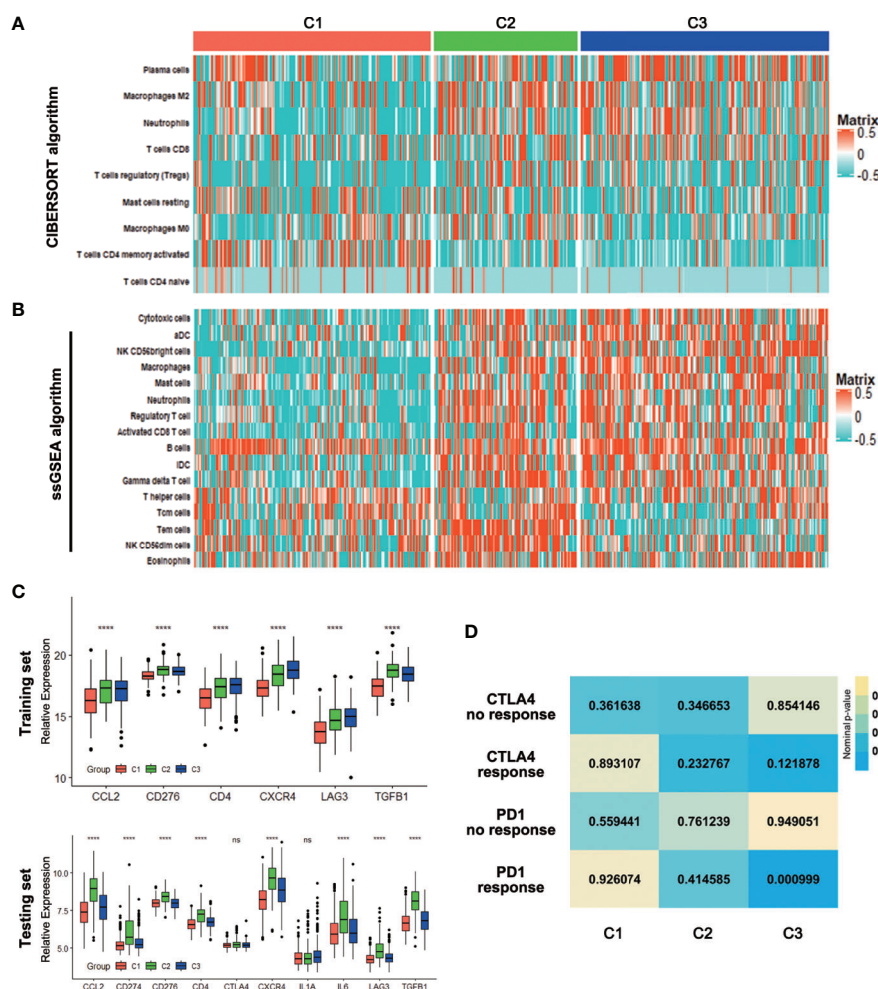 A
C1 C2 C3
CIBERSORT algorithm
Plasma cells
Macrophages M2
Neutrophils
T cells CD8
T cells regulatory (Tregs)
Mast cells resting
Macrophages M0
T cells CD4 memory activated
T cells CD4 naive
Matrix
0.5
0
-0.5
B
ssGSEA algorithm
Cytotoxic cells
aDC
NK CD56bright cells
Macrophages
Mast cells
Neutrophils
Regulatory T cell
Activated CD8 T cell
B cells
iDC
Gamma delta T cell
T helper cells
Tcm cells
Tem cells
NK CD56dim cells
Eosinophils
Matrix
0.5
0
-0.5
C
Training set
Relative Expreession
20
15
10
**** **** **** **** **** ****
Group C1 C2 C3
CCL2 CD276 CD4 CXCR4 LAG3 TGFB1
Testing set
Relative Expreession
10.0
7.5
5.0
**** **** **** **** ns **** ns **** **** ****
Group C1 C2 C3
CCL2 CD274 CD276 CD4 CTLA4 CXCR4 IL1A IL6 LAG3 TGFB1
D
CTLA4
no response
0.361638 0.346653 0.854146
CTLA4
response
0.893107 0.232767 0.121878
PD1
no response
0.559441 0.761239 0.949051
PD1
response
0.926074 0.414585 0.000999
C1 C2 C3
Nominal p-value
0
0
0
0